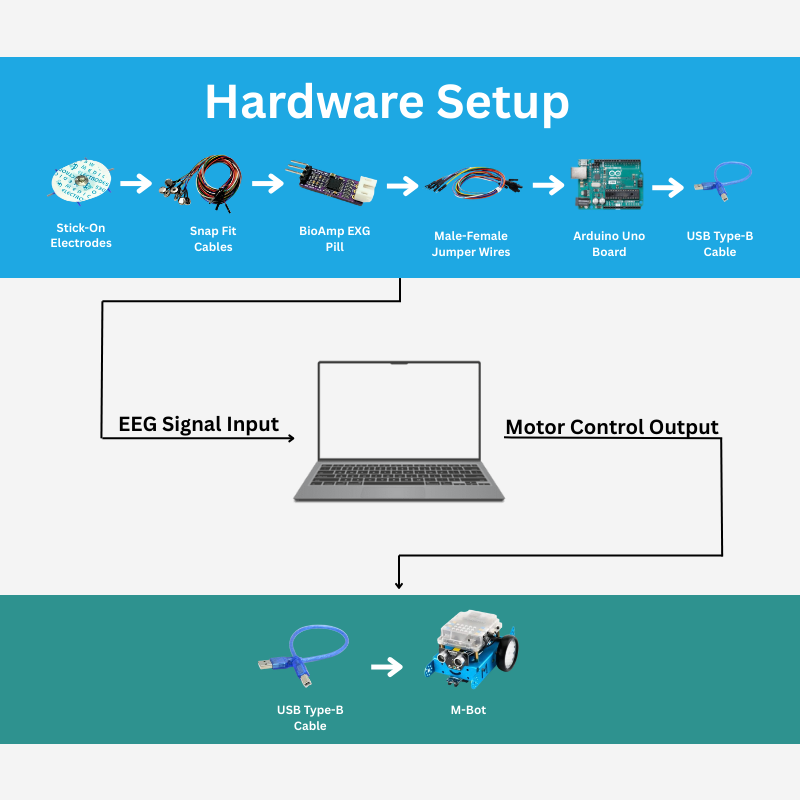 Hardware Setup
Stick-On
Electrodes
Snap Fit
Cables
BioAmp EXG
Pill
Male-Female
Jumper Wires
Arduino Uno
Board
USB Type-B
Cable
EEG Signal Input
Motor Control Output
USB Type-B
Cable
M-Bot